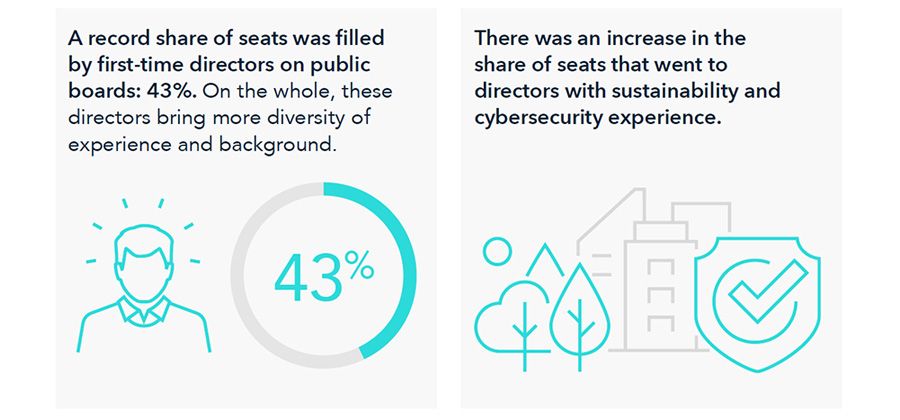 A record share of seats was filled
by first-time directors on public
boards: 43%. On the whole, these
directors bring more diversity of
experience and background.
43%
There was an increase in the
share of seats that went to
directors with sustainability and
cybersecurity experience.